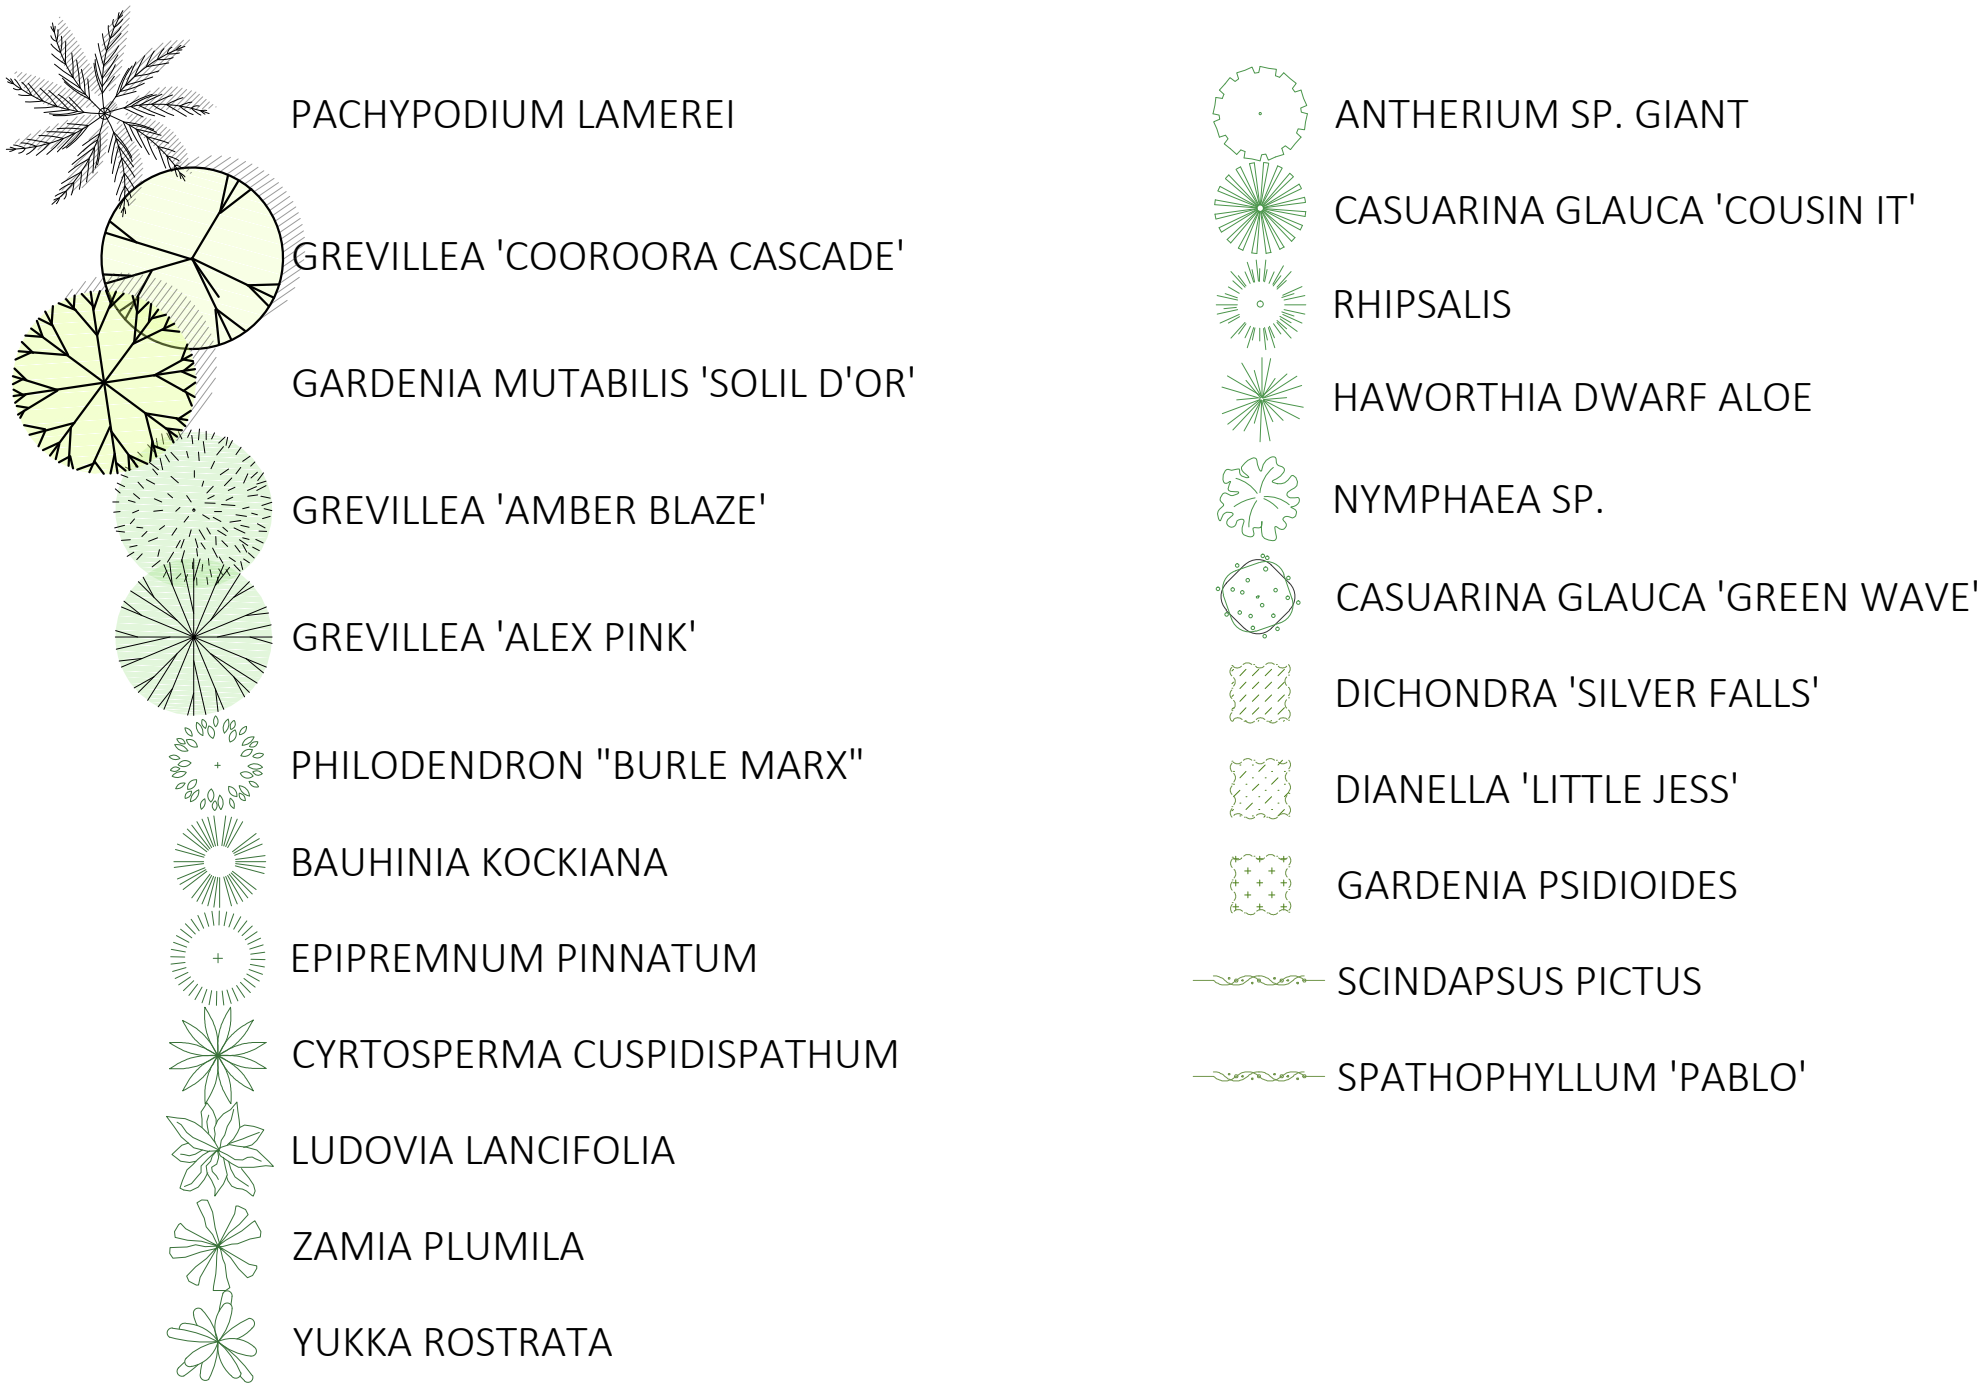 PACHYPODIUM LAMEREI
GREVILLEA 'COOROORA CASCADE'
GARDENIA MUTABILIS 'SOLIL D'OR'
GREVILLEA 'AMBER BLAZE'
GREVILLEA 'ALEX PINK'
PHILODENDRON "BURLE MARX"
BAUHINIA KOCKIANA
EPIPREMNUM PINNATUM
CYRTOSPERMA CUSPIDISPATHUM
LUDOVIA LANCIFOLIA
ZAMIA PLUMILA
YUKKA ROSTRATA
ANTHERIUM SP. GIANT
CASUARINA GLAUCA 'COUSIN IT'
RHIPSALIS
HAWORTHIA DWARF ALOE
NYMPHAEA SP.
CASUARINA GLAUCA 'GREEN WAVE'
DICHONDRA 'SILVER FALLS'
DIANELLA 'LITTLE JESS'
GARDENIA PSIDIOIDES
SCINDAPSUS PICTUS
SPATHOPHYLLUM 'PABLO'